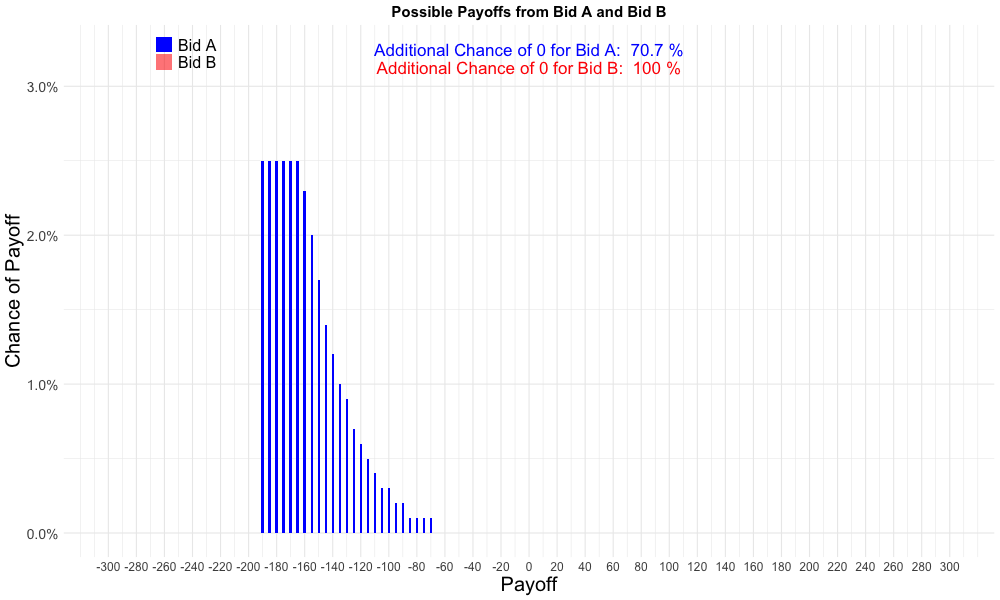 Possible Payoffs from Bid A and Bid B
Bid A
Bid B
Additional Chance of 0 for Bid A: 70.7 %
Additional Chance of 0 for Bid B: 100 %
Chance of Payoff
3.0%
2.0%
1.0%
0.0%
-300 -280 -260 -240 -220 -200 -180 -160 -140 -120 -100 -80 -60 -40 -20 0 20 40 60 80 100 120 140 160 180 200 220 240 260 280 300
Payoff